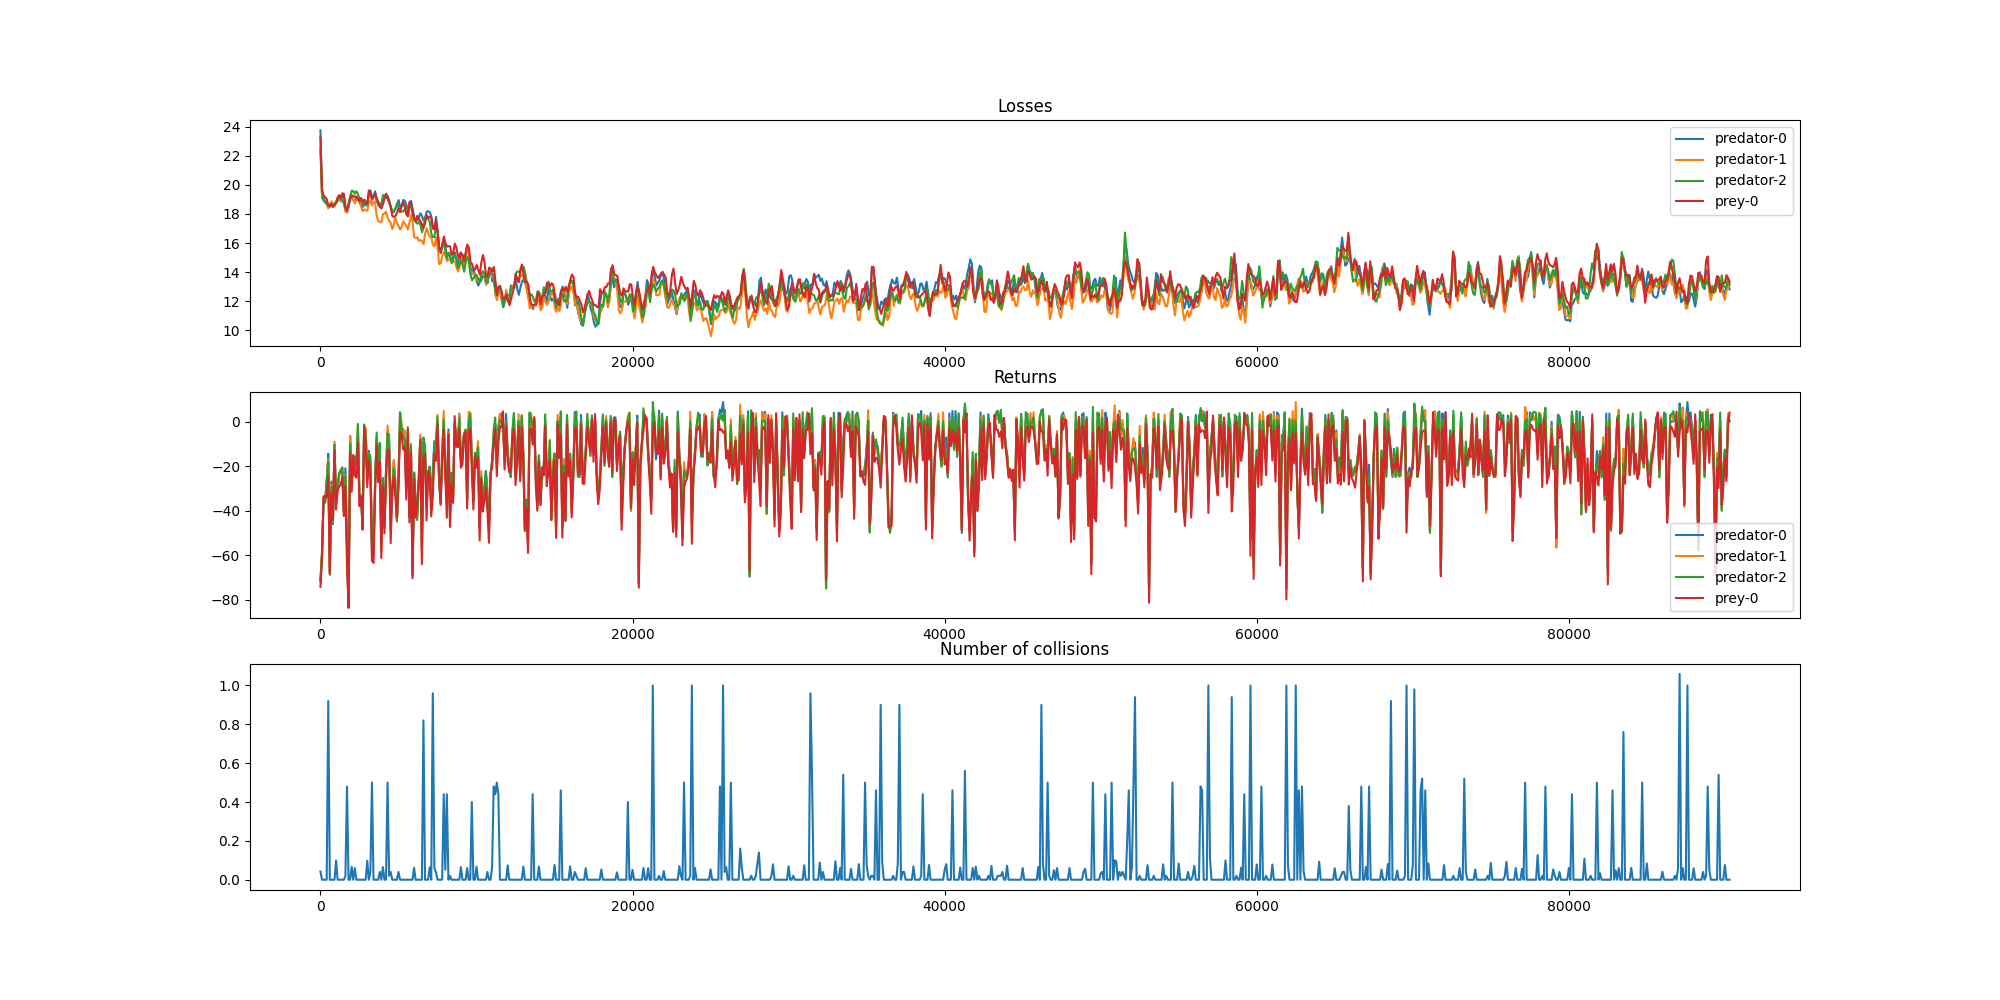 Losses
24
22
20
18
16
14
12
10
predator-0
predator-1
predator-2
prey-0
0 20000 40000 60000 80000
Returns
0
−20
−40
−60
−80
predator-0
predator-1
predator-2
prey-0
0 20000 40000 60000 80000
Number of collisions
1.0
0.8
0.6
0.4
0.2
0.0
0 20000 40000 60000 80000